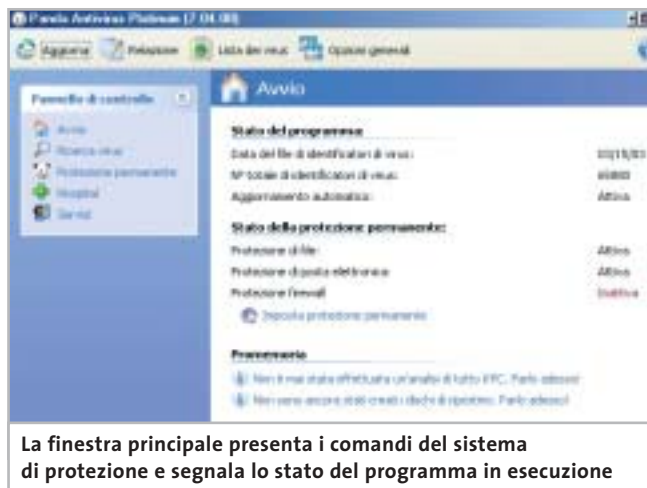 Panda Antivirus Platinum (7.04.00)
Aggiorna Relazione Lista dei virus Opzioni generali
Pannello di controllo
Avvio
Ricerca virus
Protezione permanente
Hospital
Servizi
Avvio
Stato del programma:
Data del file di identificatori di virus:
N° totale di identificatori di virus:
Aggiornamento automatico: Attiva
Stato della protezione permanente:
Protezione di file: Attiva
Protezione di posta elettronica: Attiva
Protezione firewall: Inattiva
Imposta protezione permanente
Promemoria
Non è mai stata effettuata un'analisi di tutto il PC. Farlo adesso!
Non sono ancora stati creati i dischi di ripristino. Farlo adesso!
La finestra principale presenta i comandi del sistema
di protezione e segnala lo stato del programma in esecuzione